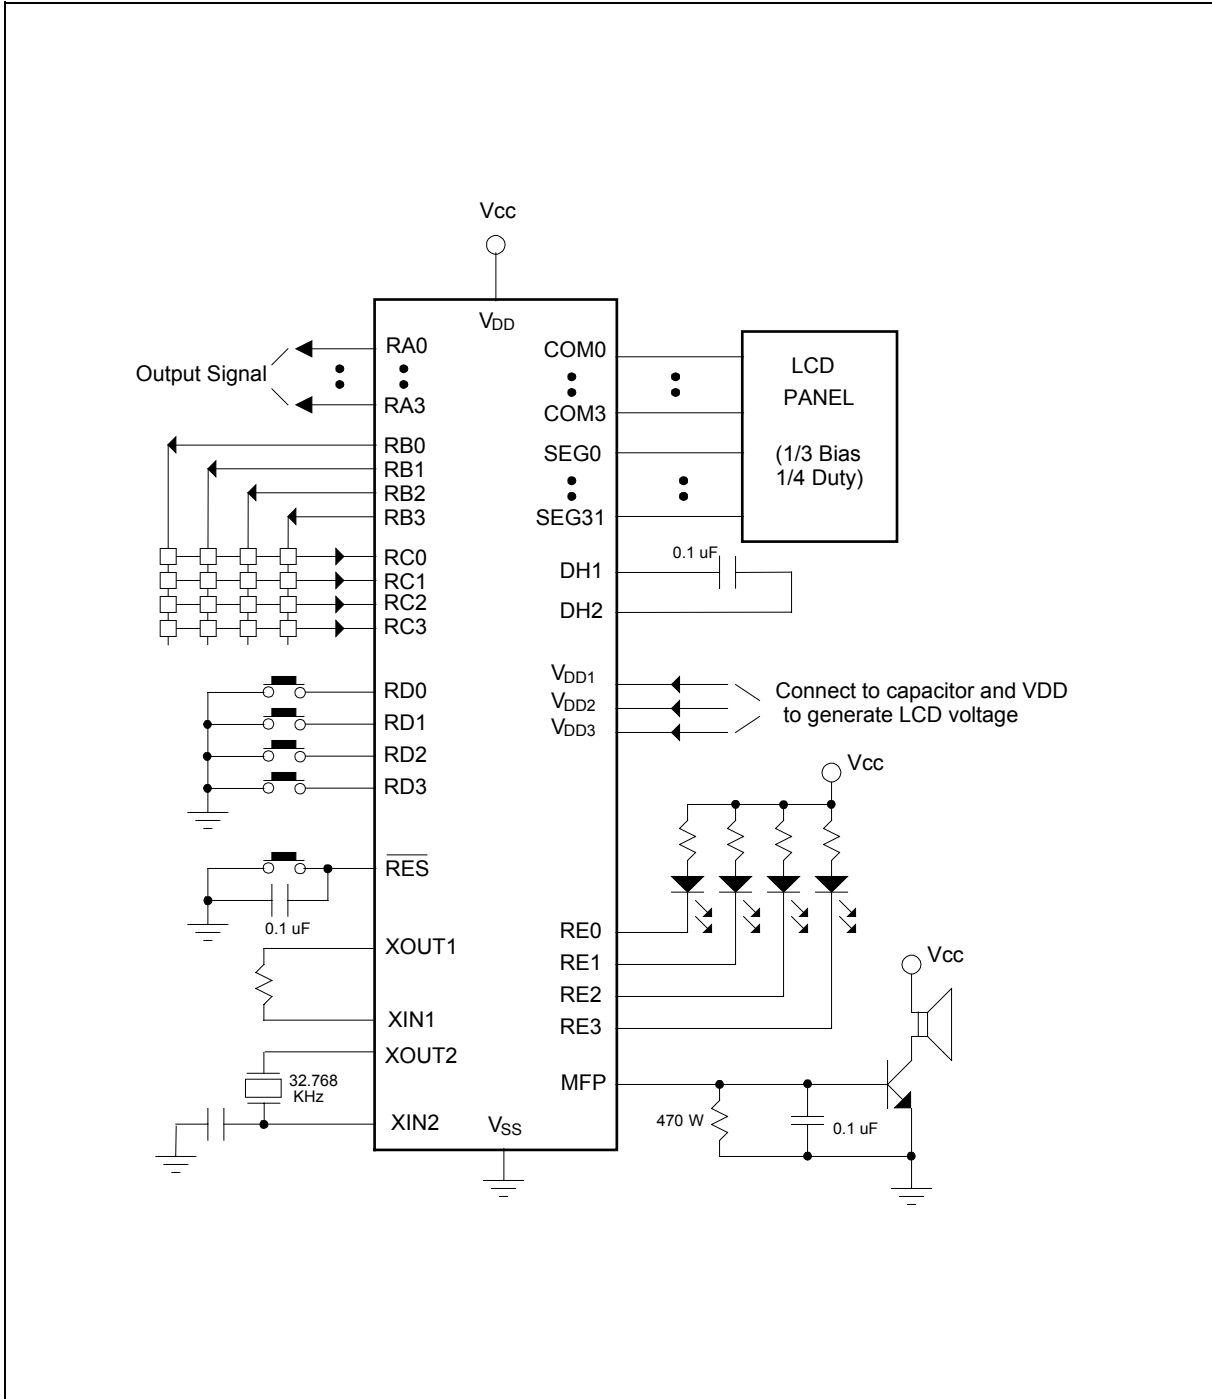 Vcc
VDD
Output Signal
RA0
RA3
RB0
RB1
RB2
RB3
RC0
RC1
RC2
RC3
RD0
RD1
RD2
RD3
RES
0.1 uF
XOUT1
XIN1
XOUT2
32.768
KHz
XIN2
VSS
COM0
COM3
SEG0
SEG31
LCD
PANEL
(1/3 Bias
1/4 Duty)
DH1
0.1 uF
DH2
VDD1
VDD2
VDD3
Connect to capacitor and VDD
to generate LCD voltage
Vcc
RE0
RE1
RE2
RE3
Vcc
MFP
470 W
0.1 uF